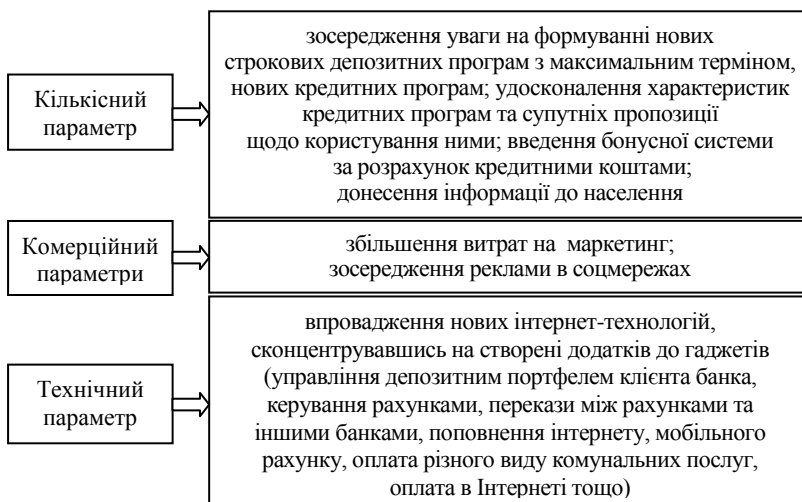 Кількісний
параметр
зосередження уваги на формуванні нових
строкових депозитних програм з максимальним терміном,
нових кредитних програм; удосконалення характеристик
кредитних програм та супутніх пропозиції
щодо користування ними; введення бонусної системи
за розрахунок кредитними коштами;
донесення інформації до населення
Комерційний
параметри
збільшення витрат на маркетинг;
зосередження реклами в соцмережах
Технічний
параметр
впровадження нових інтернет-технологій,
сконцентрувавшись на створені додатків до гаджетів
(управління депозитним портфелем клієнта банка,
керування рахунками, перекази між рахунками та
іншими банками, поповнення інтернету, мобільного
рахунку, оплата різного виду комунальних послуг,
оплата в Інтернеті тощо)